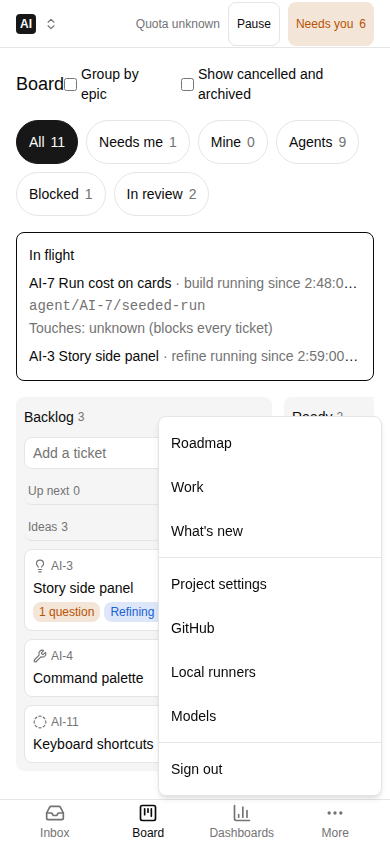 AI
Quota unknown
Pause
Needs you 6
Board
Group by
epic
Show cancelled and
archived
All 11
Needs me 1
Mine 0
Agents 9
Blocked 1
In review 2
In flight
AI-7 Run cost on cards · build running since 2:48:0…
agent/AI-7/seeded-run
Touches: unknown (blocks every ticket)
AI-3 Story side panel · refine running since 2:59:00…
Backlog 3
Add a ticket
Up next 0
Ideas 3
AI-3
Story side panel
1 question
Refining
AI-4
Command palette
AI-11
Keyboard shortcuts
Roadmap
Work
What's new
Project settings
GitHub
Local runners
Models
Sign out
Inbox
Board
Dashboards
More